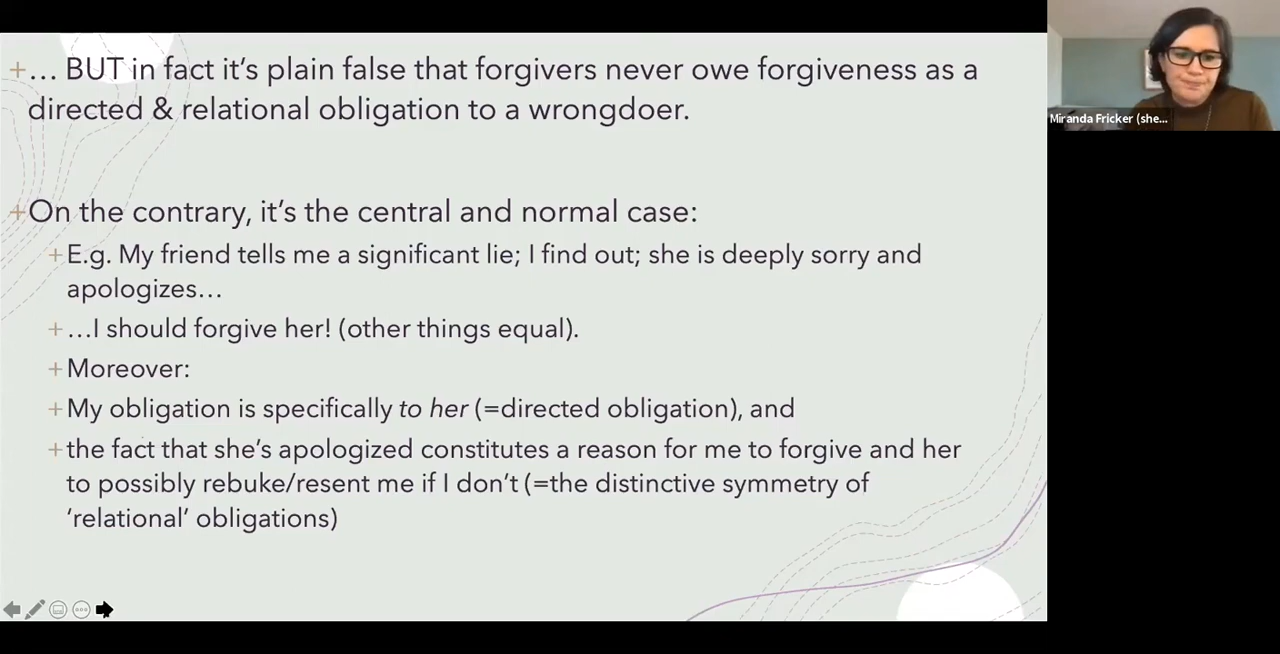 +… BUT in fact it's plain false that forgivers never owe forgiveness as a
directed & relational obligation to a wrongdoer.
+On the contrary, it's the central and normal case:
+E.g. My friend tells me a significant lie; I find out; she is deeply sorry and
apologizes…
+…I should forgive her! (other things equal).
+Moreover:
+My obligation is specifically to her (=directed obligation), and
+the fact that she's apologized constitutes a reason for me to forgive and her
to possibly rebuke/resent me if I don't (=the distinctive symmetry of
'relational' obligations)
Miranda Fricker (she...